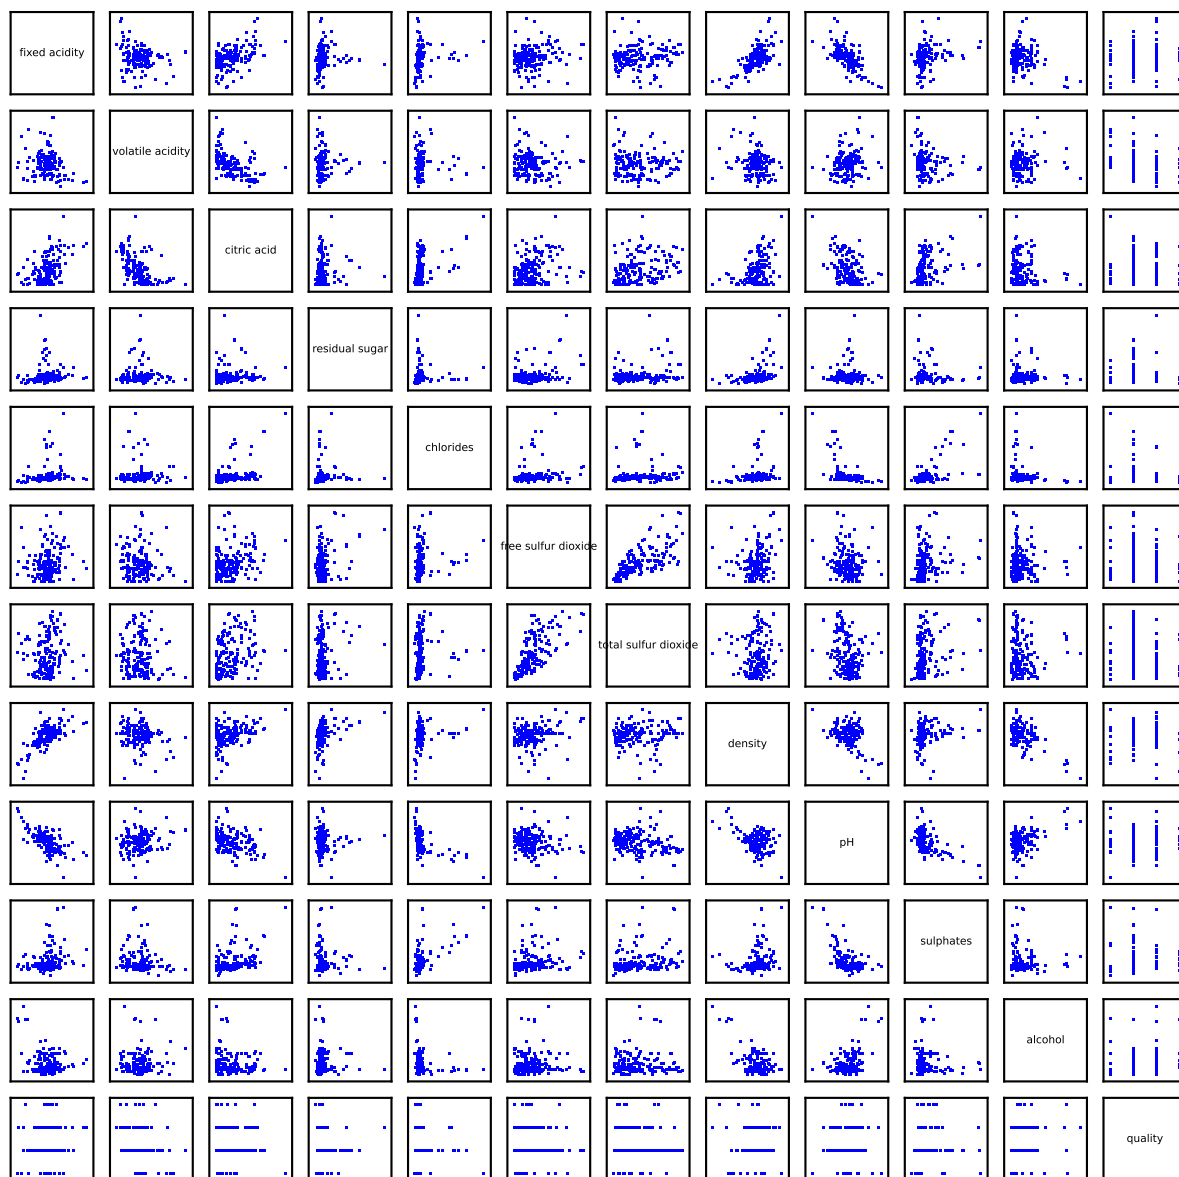 fixed acidity
volatile acidity
citric acid
residual sugar
chlorides
free sulfur dioxide
total sulfur dioxide
density
pH
sulphates
alcohol
quality